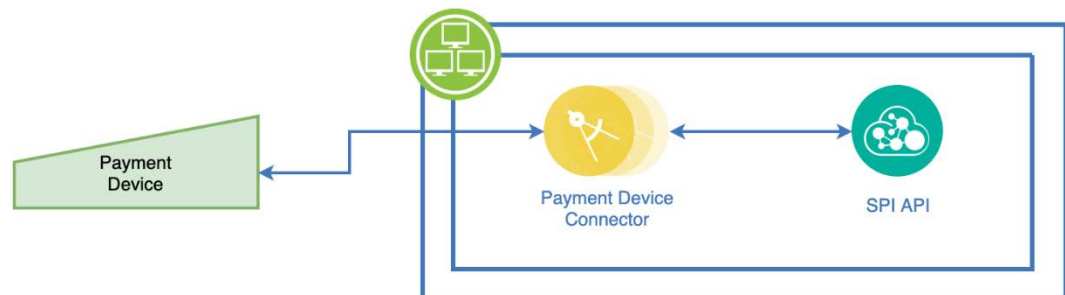 Payment
Device
Payment Device
Connector
SPI API